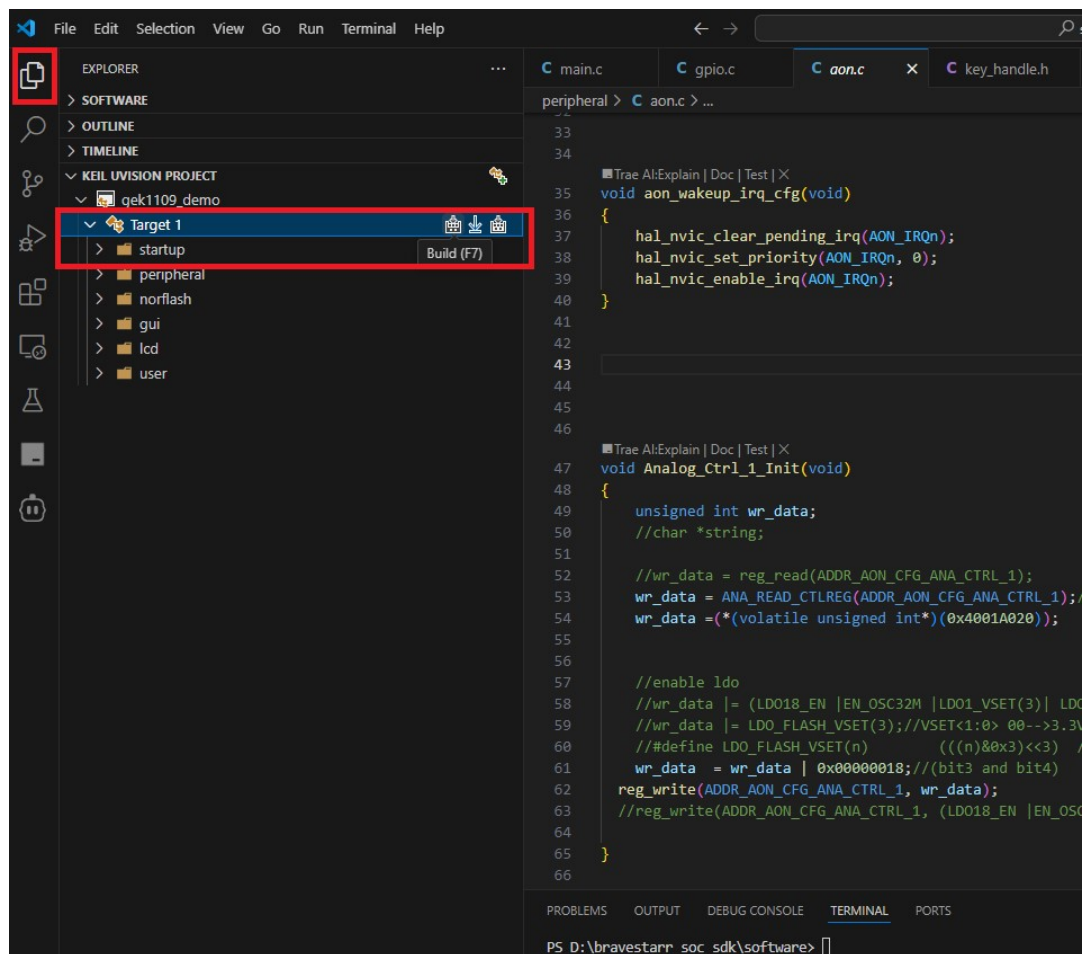 File Edit Selection View Go Run Terminal Help
EXPLORER
SOFTWARE
OUTLINE
TIMELINE
KEIL UVISION PROJECT
qek1109_demo
Target 1
startup
Build (F7)
peripheral
norflash
gui
lcd
user
C main.c C gpio.c C aon.c × C key_handle.h
peripheral > C aon.c > ...
33
34
Trae AI:Explain | Doc | Test | ×
35 void aon_wakeup_irq_cfg(void)
36 {
37 hal_nvic_clear_pending_irq(AON_IRQn);
38 hal_nvic_set_priority(AON_IRQn, 0);
39 hal_nvic_enable_irq(AON_IRQn);
40 }
41
42
43
44
45
46
Trae AI:Explain | Doc | Test | ×
47 void Analog_Ctrl_1_Init(void)
48 {
49 unsigned int wr_data;
50 //char *string;
51
52 //wr_data = reg_read(ADDR_AON_CFG_ANA_CTRL_1);
53 wr_data = ANA_READ_CTLREG(ADDR_AON_CFG_ANA_CTRL_1);/
54 wr_data =(*(volatile unsigned int*)(0x4001A020));
55
56
57 //enable ldo
58 //wr_data |= (LDO18_EN |EN_OSC32M |LDO1_VSET(3)| LDO
59 //wr_data |= LDO_FLASH_VSET(3);//VSET<1:0> 00-->3.3V
60 //#define LDO_FLASH_VSET(n) (((n)&0x3)<<3) /
61 wr_data = wr_data | 0x00000018;//(bit3 and bit4)
62 reg_write(ADDR_AON_CFG_ANA_CTRL_1, wr_data);
63 //reg_write(ADDR_AON_CFG_ANA_CTRL_1, (LDO18_EN |EN_OSC
64
65 }
66
PROBLEMS OUTPUT DEBUG CONSOLE TERMINAL PORTS
PS D:\bravestarr_soc_sdk\software>